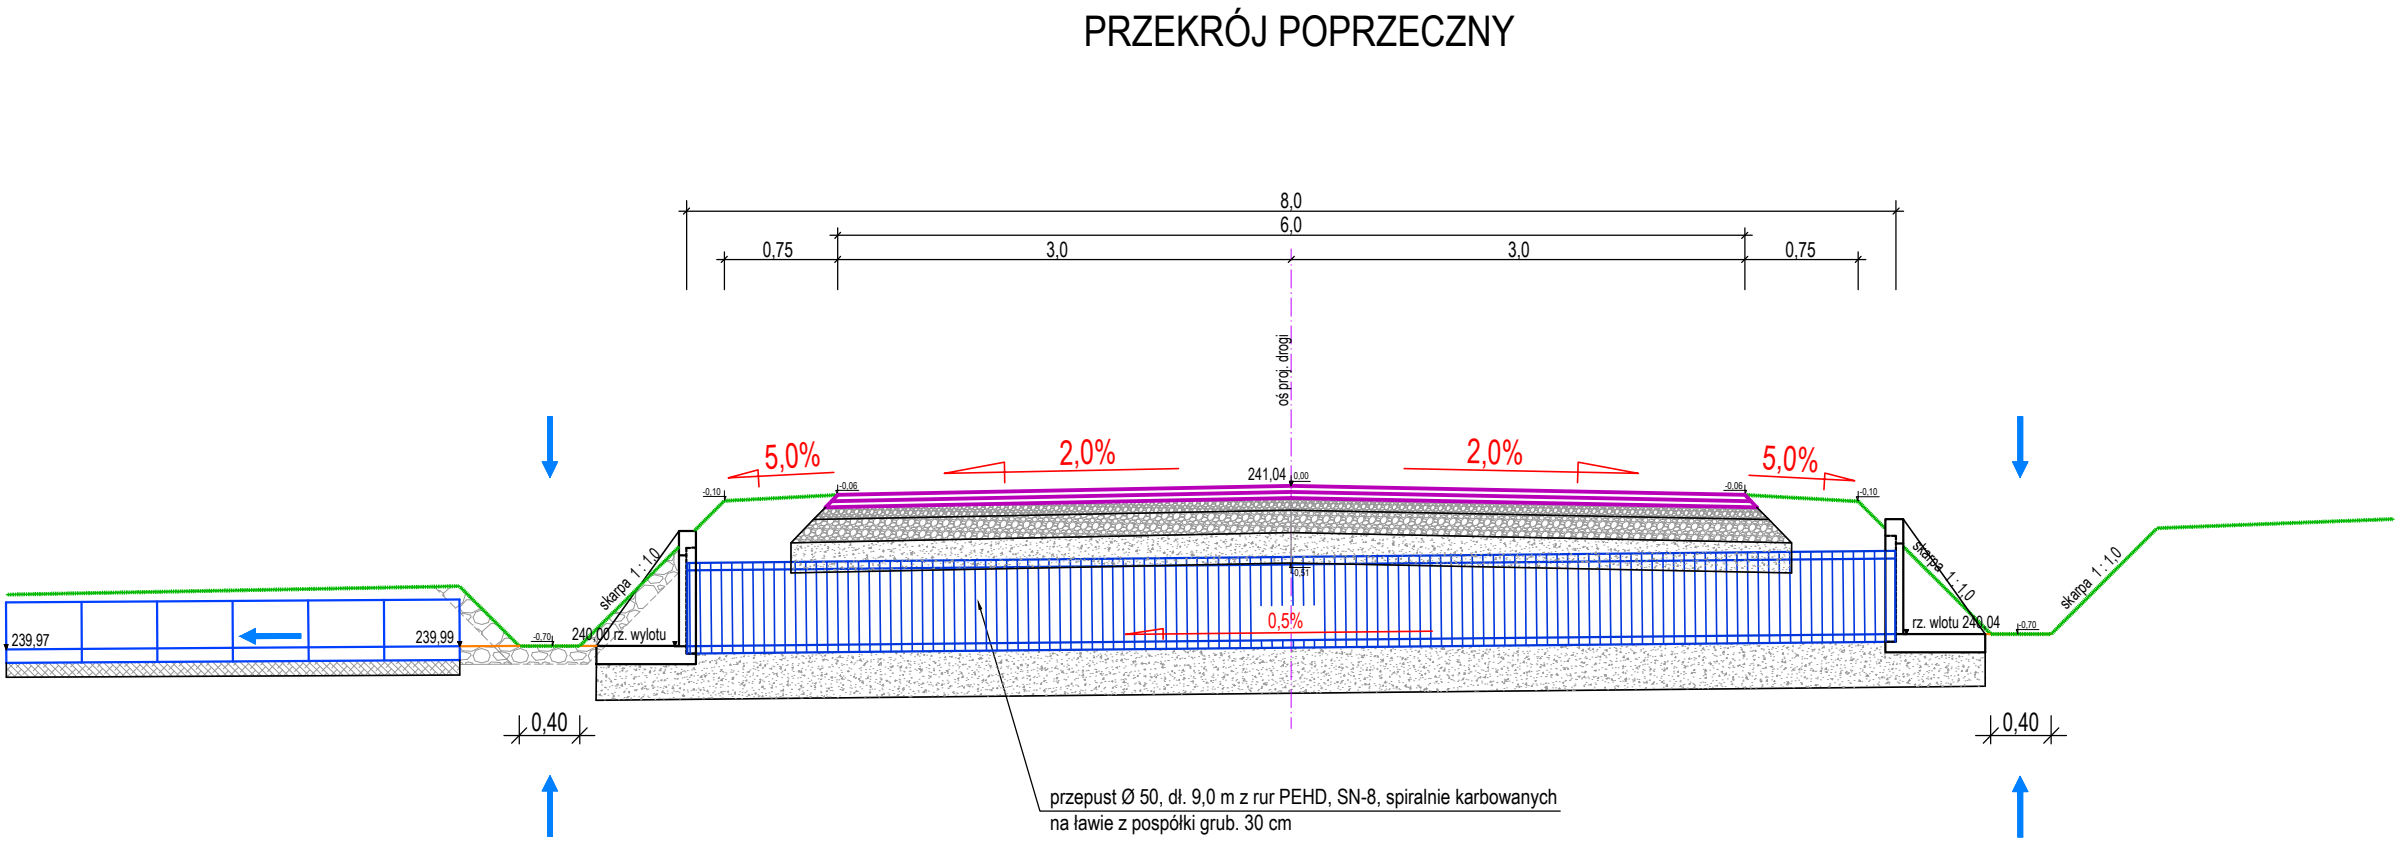 PRZEKRÓJ POPRZECZNY
8,0
6,0
0,75
3,0
3,0
0,75
oś proj. drogi
5,0%
2,0%
2,0%
5,0%
241,04
0,00
-0,10
-0,06
-0,06
-0,10
skarpa 1:1,0
skarpa 1:1,0
skarpa 1:1,0
-0,51
0,5%
239,97
239,99
-0,70
240,00 rz. wylotu
rz. wlotu 240,04
-0,70
0,40
0,40
przepust Ø 50, dł. 9,0 m z rur PEHD, SN-8, spiralnie karbowanych
na ławie z pospółki grub. 30 cm